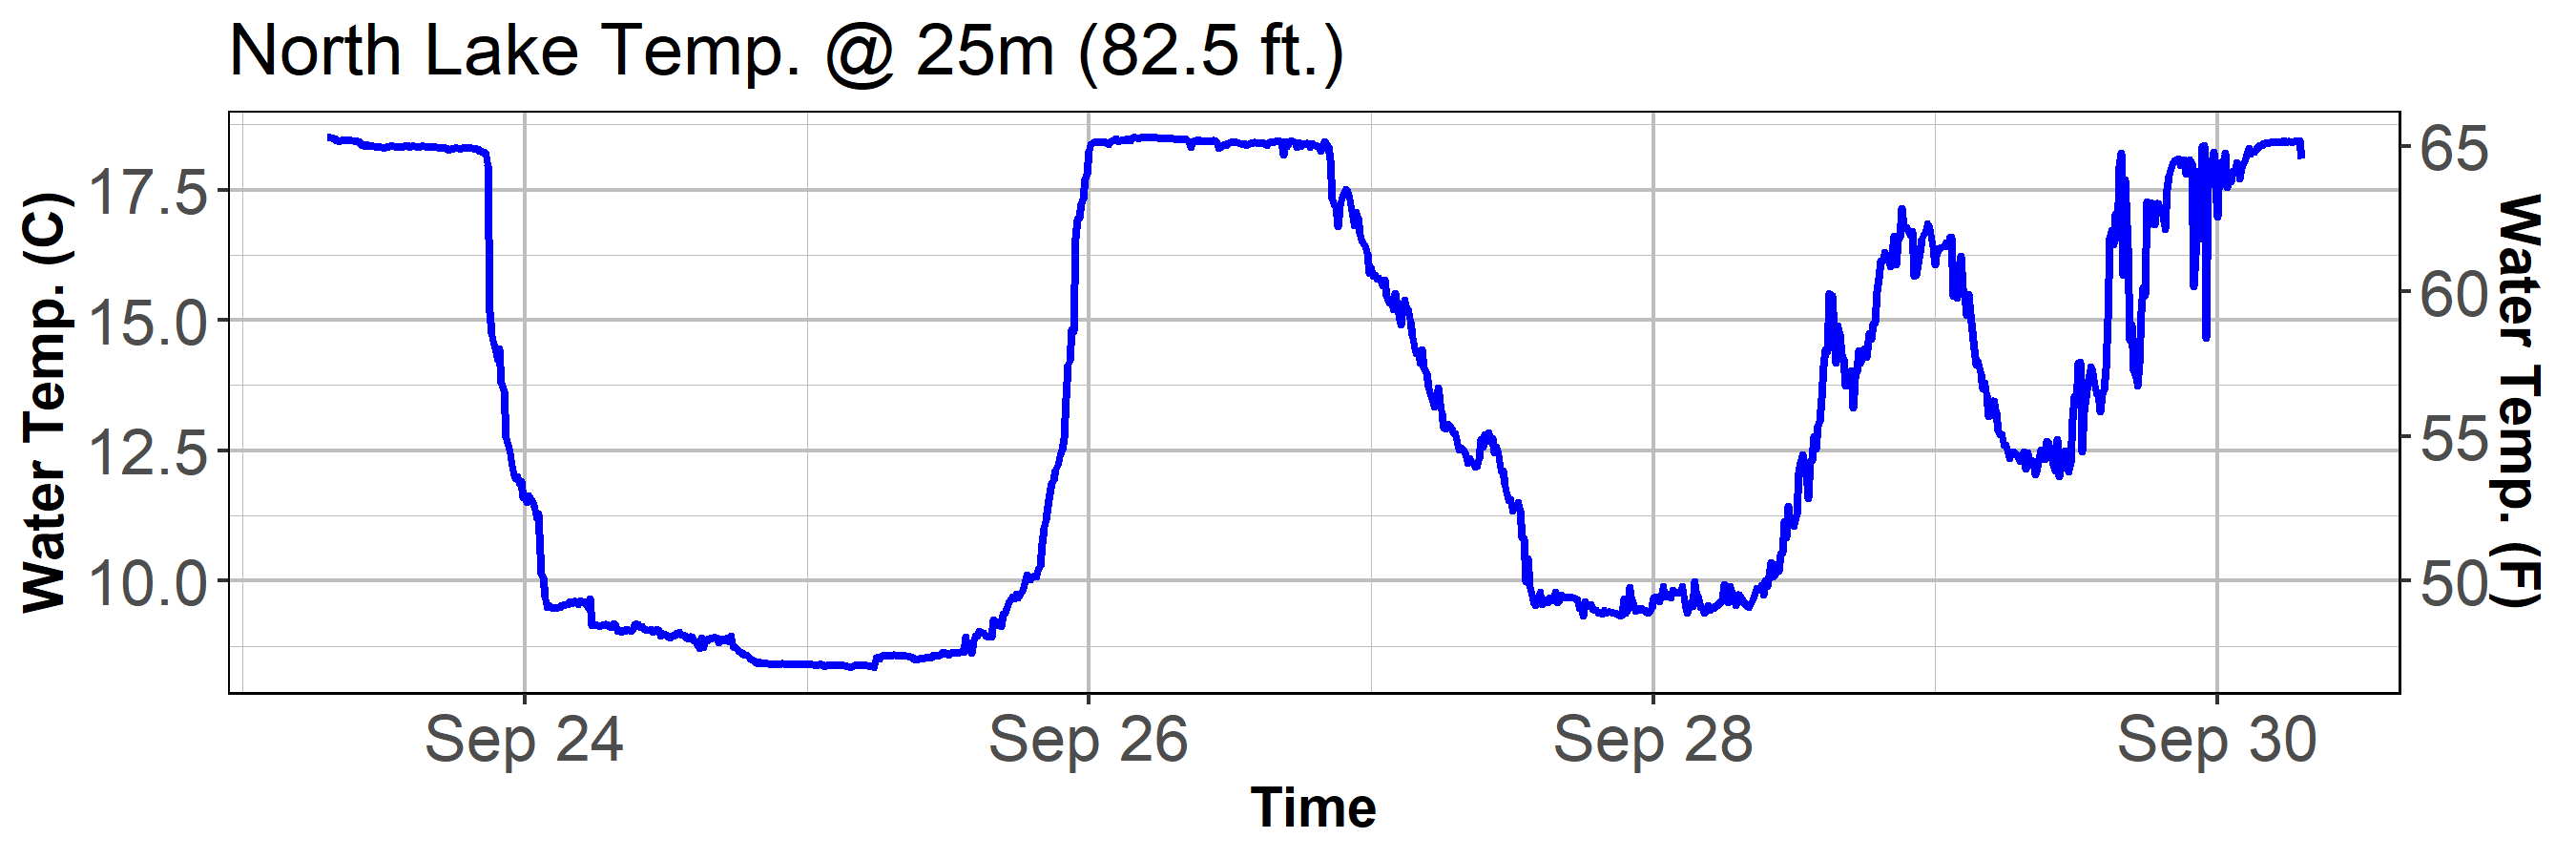 North Lake Temp. @ 25m (82.5 ft.)
Water Temp. (C)
17.5
15.0
12.5
10.0
65
60
55
50
Water Temp. (F)
Sep 24 Sep 26 Sep 28 Sep 30
Time